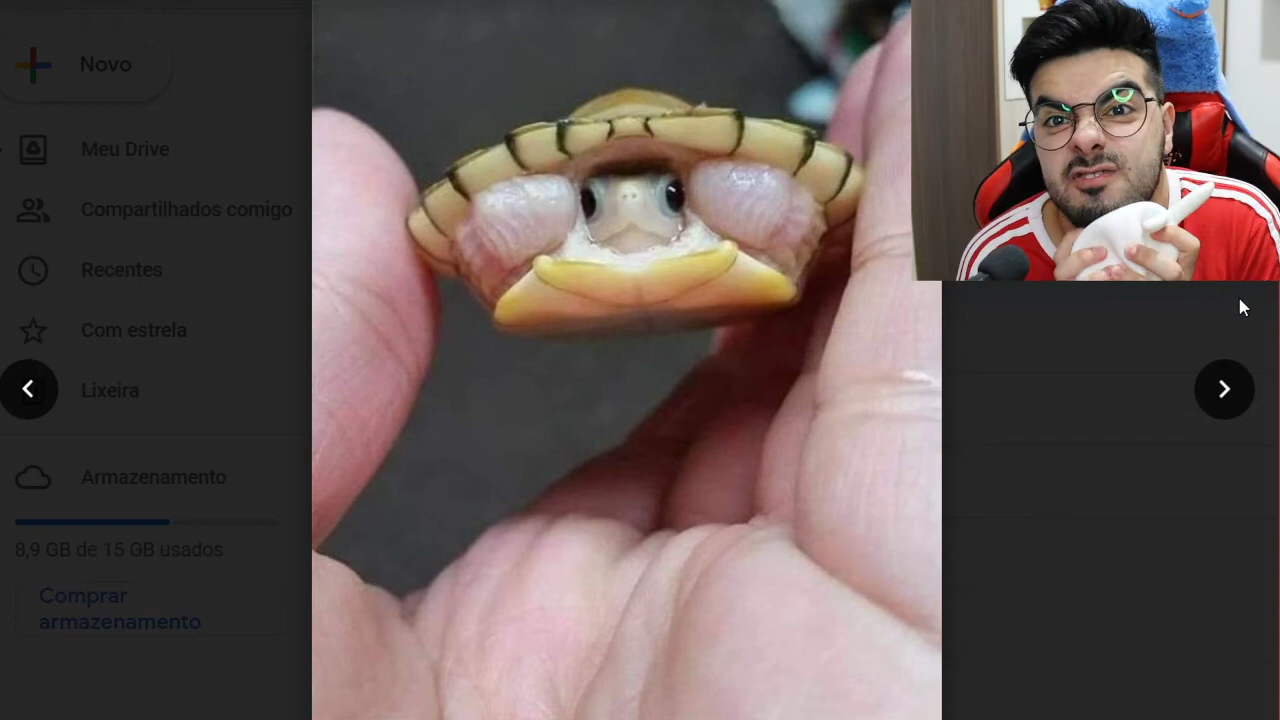 Novo
Meu Drive
Compartilhados comigo
Recentes
Com estrela
Lixeira
Armazenamento
8,9 GB de 15 GB usados
Comprar
armazenamento